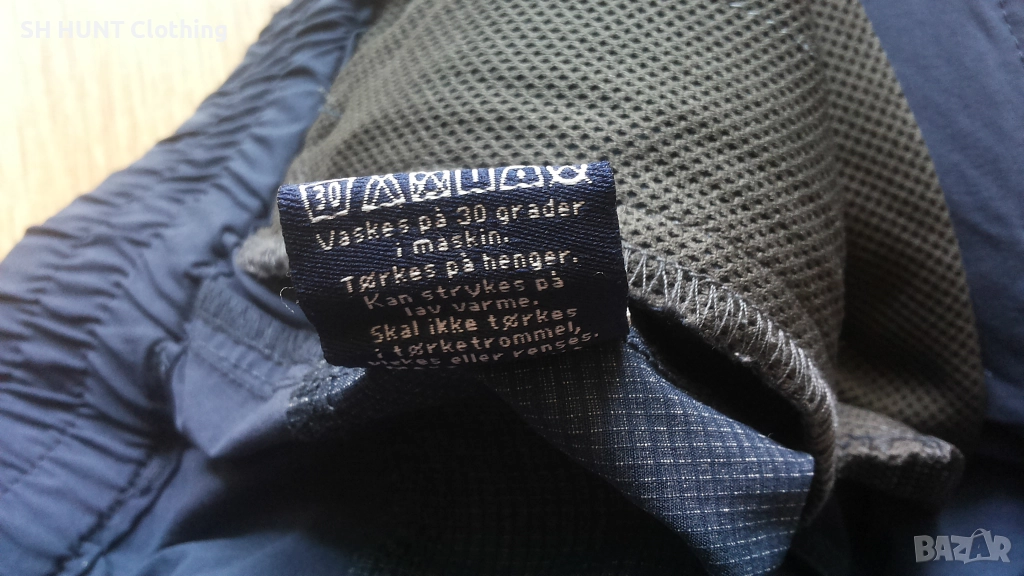 SH HUNT Clothing
30
Vaskes på 30 grader
i maskin.
Tørkes på henger.
Kan strykes på
lav varme.
Skal ikke tørkes
i tørketrommel,
eller renses.
BAZAR